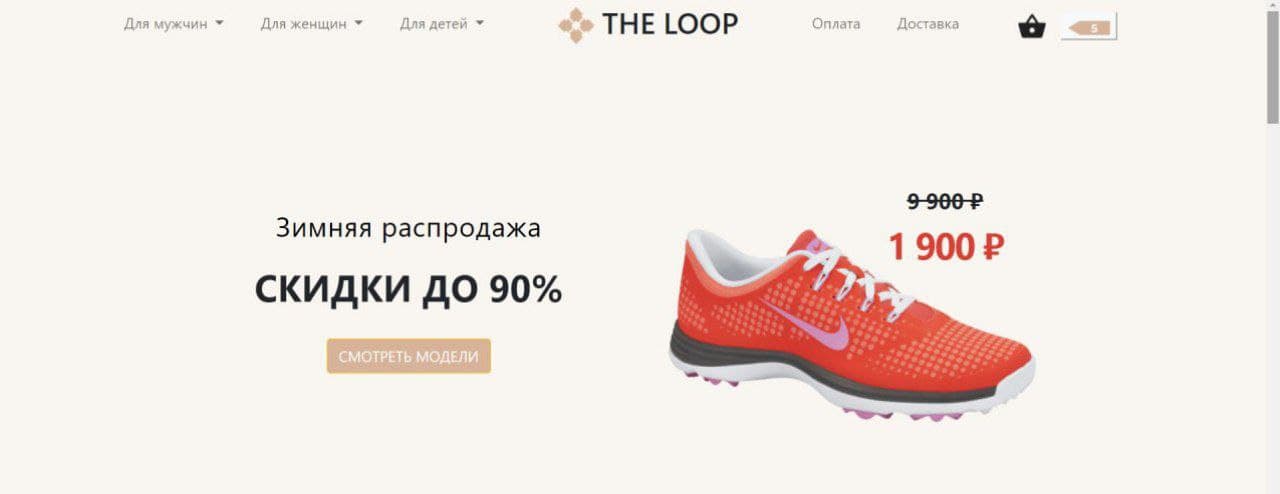 Для мужчин
Для женщин
Для детей
THE LOOP
Оплата
Доставка
5
Зимняя распродажа
СКИДКИ ДО 90%
СМОТРЕТЬ МОДЕЛИ
9 900 ₽
1 900 ₽